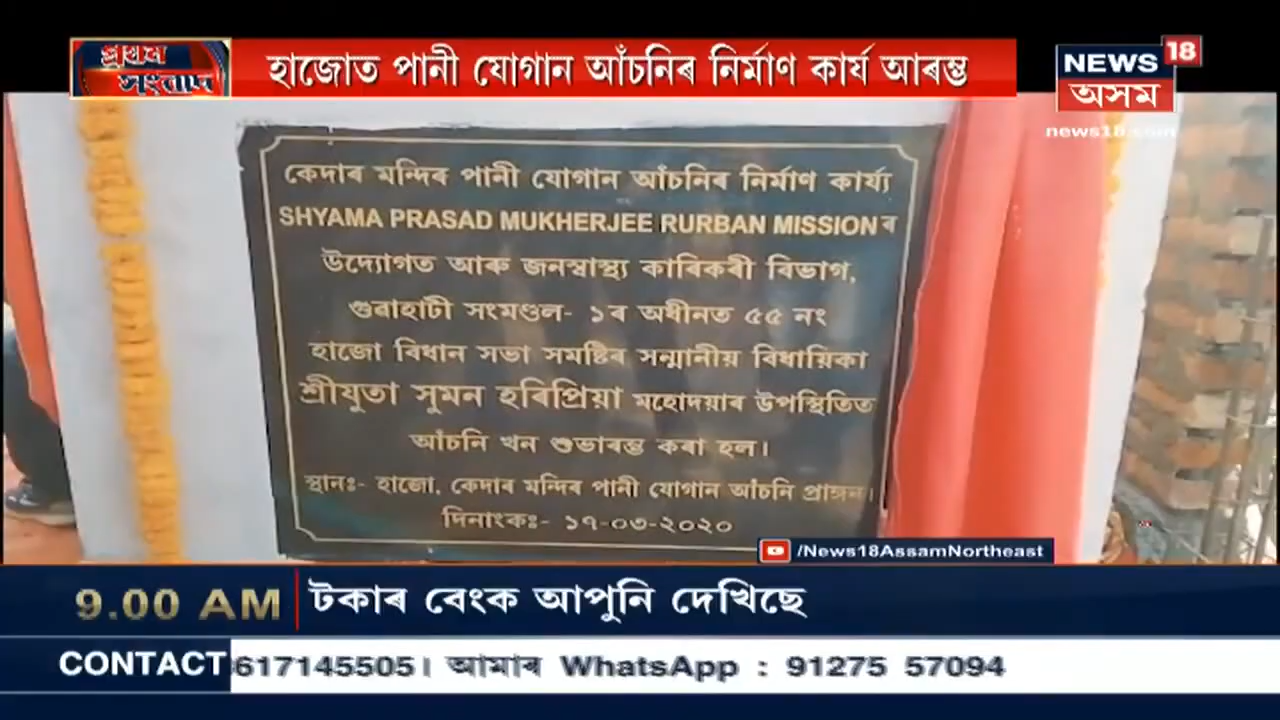 প্ৰথম
সংবাদ
হাজোত পানী যোগান আঁচনিৰ নিৰ্মাণ কাৰ্য আৰম্ভ
NEWS 18
অসম
news18.com
কেদাৰ মন্দিৰ পানী যোগান আঁচনিৰ নিৰ্মাণ কাৰ্য্য
SHYAMA PRASAD MUKHERJEE RURBAN MISSION ৰ
উদ্যোগত আৰু জনস্বাস্থ্য কাৰিকৰী বিভাগ,
গুৱাহাটী সংমণ্ডল- ১ৰ অধীনত ৫৫ নং
হাজো বিধান সভা সমষ্টিৰ সন্মানীয় বিধায়িকা
শ্ৰীযুতা সুমন হৰিপ্ৰিয়া মহোদয়াৰ উপস্থিতিত
আঁচনি খন শুভাৰম্ভ কৰা হল।
স্থানঃ- হাজো, কেদাৰ মন্দিৰ পানী যোগান আঁচনি প্ৰাঙ্গন।
দিনাংকঃ- ১৭-০৩-২০২০
/News18AssamNortheast
9.00 AM টকাৰ বেংক আপুনি দেখিছে
CONTACT 617145505। আমাৰ WhatsApp : 91275 57094